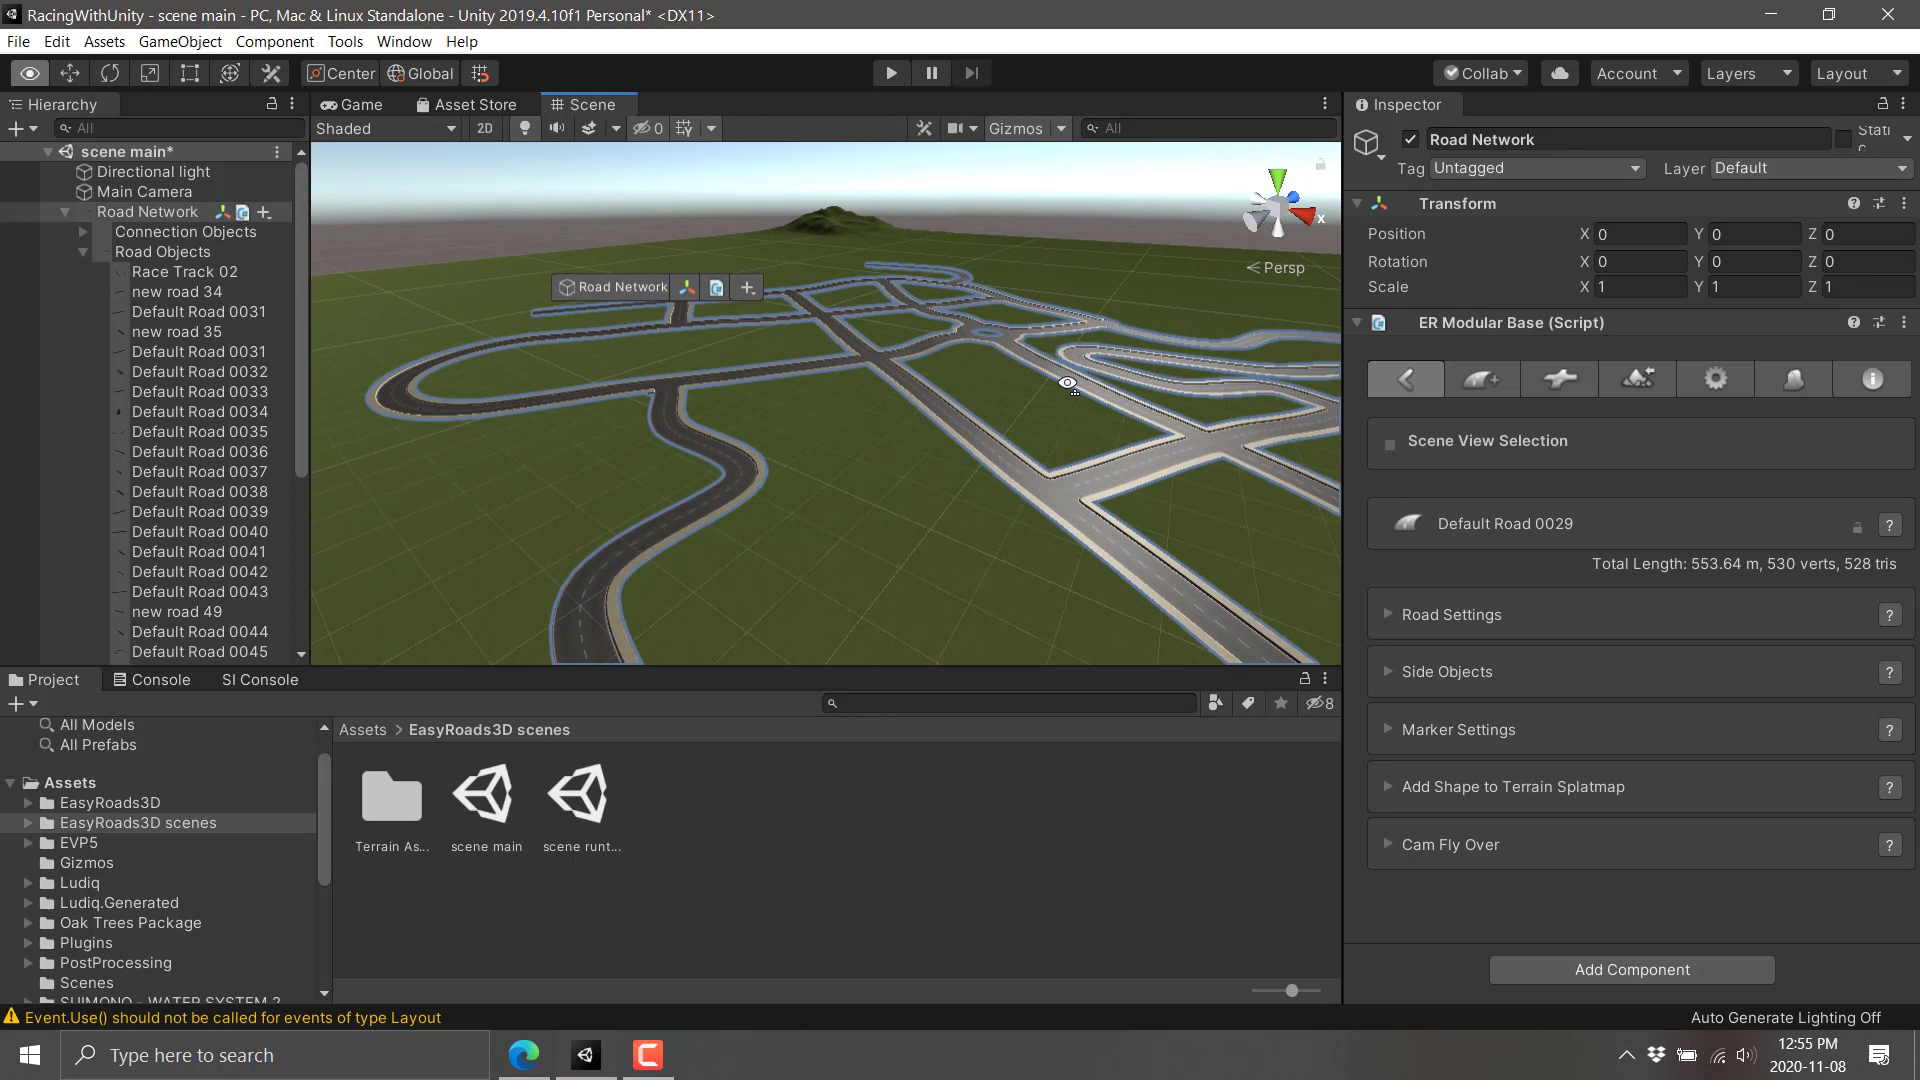 RacingWithUnity - scene main - PC, Mac & Linux Standalone - Unity 2019.4.10f1 Personal* <DX11>
File Edit Assets GameObject Component Tools Window Help
Center Global Collab Account Layers Layout
Hierarchy
All
scene main*
Directional light
Main Camera
Road Network
Connection Objects
Road Objects
Race Track 02
new road 34
Default Road 0031
new road 35
Default Road 0031
Default Road 0032
Default Road 0033
Default Road 0034
Default Road 0035
Default Road 0036
Default Road 0037
Default Road 0038
Default Road 0039
Default Road 0040
Default Road 0041
Default Road 0042
Default Road 0043
new road 49
Default Road 0044
Default Road 0045
Game Asset Store Scene
Shaded 2D 0 Gizmos All
Road Network
x
Persp
Inspector
Road Network Static
Tag Untagged Layer Default
Transform
Position X 0 Y 0 Z 0
Rotation X 0 Y 0 Z 0
Scale X 1 Y 1 Z 1
ER Modular Base (Script)
Scene View Selection
Default Road 0029 ?
Total Length: 553.64 m, 530 verts, 528 tris
Road Settings ?
Side Objects ?
Marker Settings ?
Add Shape to Terrain Splatmap ?
Cam Fly Over ?
Add Component
Project Console SI Console
8
All Models
All Prefabs
Assets
EasyRoads3D
EasyRoads3D scenes
EVP5
Gizmos
Ludiq
Ludiq.Generated
Oak Trees Package
Plugins
PostProcessing
Scenes
SUIMONO - WATER SYSTEM 2
Assets > EasyRoads3D scenes
Terrain As...
scene main
scene runt...
Event.Use() should not be called for events of type Layout
Auto Generate Lighting Off
Type here to search
12:55 PM
2020-11-08